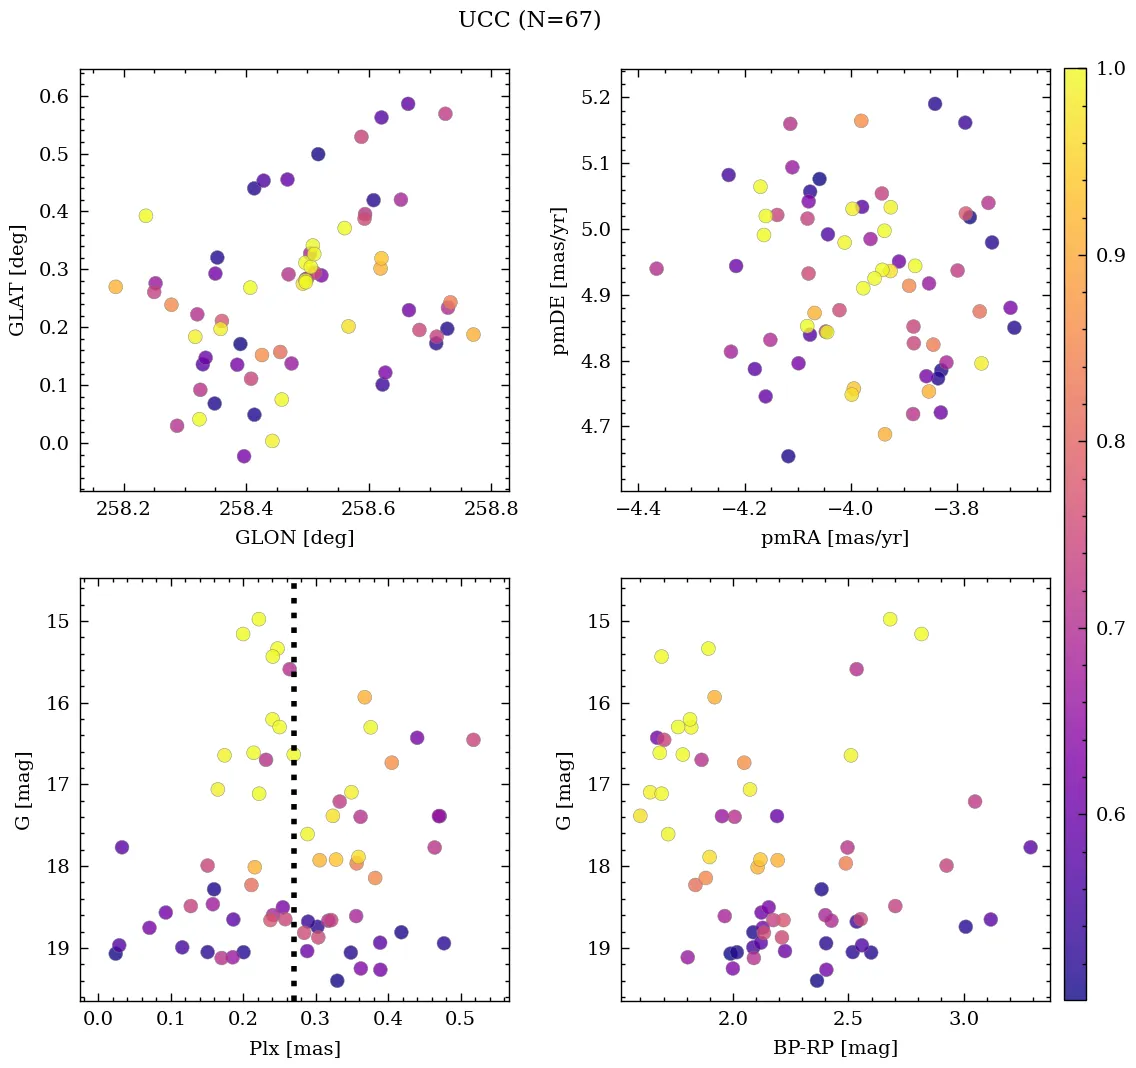 UCC (N=67)
0.6
0.5
0.4
0.3
0.2
0.1
0.0
GLAT [deg]
258.2 258.4 258.6 258.8
GLON [deg]
5.2
5.1
5.0
4.9
4.8
4.7
pmDE [mas/yr]
−4.4 −4.2 −4.0 −3.8
pmRA [mas/yr]
1.0
0.9
0.8
0.7
0.6
15
16
17
18
19
G [mag]
0.0 0.1 0.2 0.3 0.4 0.5
Plx [mas]
15
16
17
18
19
G [mag]
2.0 2.5 3.0
BP-RP [mag]